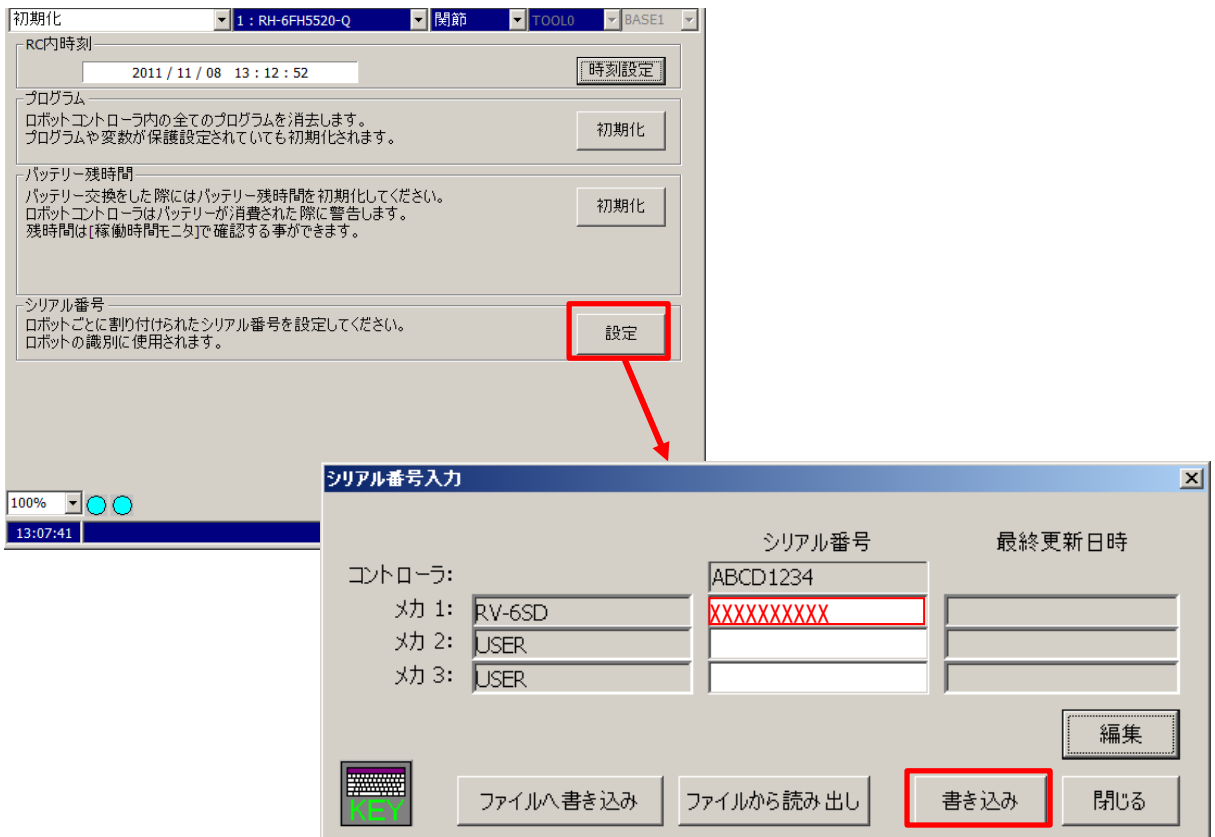 初期化 1 : RH-6FH5520-Q 関節 TOOL0 BASE1
RC内時刻
2011 / 11 / 08 13 : 12 : 52 時刻設定
プログラム
ロボットコントローラ内の全てのプログラムを消去します。
プログラムや変数が保護設定されていても初期化されます。
初期化
バッテリー残時間
バッテリー交換をした際にはバッテリー残時間を初期化してください。
ロボットコントローラはバッテリーが消費された際に警告します。
残時間は[稼働時間モニタ]で確認する事ができます。
初期化
シリアル番号
ロボットごとに割り付けられたシリアル番号を設定してください。
ロボットの識別に使用されます。
設定
100%
13:07:41
シリアル番号入力
シリアル番号 最終更新日時
コントローラ: ABCD1234
メカ 1: RV-6SD XXXXXXXXXX
メカ 2: USER
メカ 3: USER
編集
KEY ファイルへ書き込み ファイルから読み出し 書き込み 閉じる